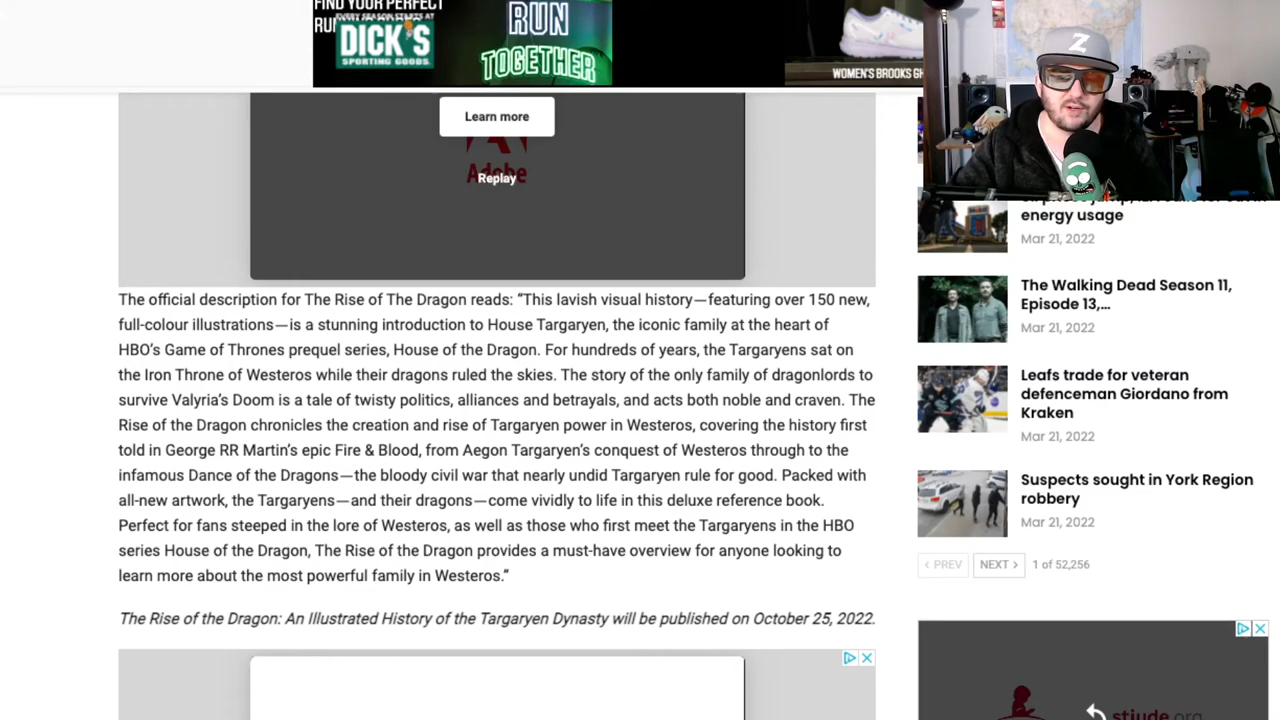 FIND YOUR PERFECT
RUN
EVERY SEASON STARTS AT
DICK'S
SPORTING GOODS.
RUN
TOGETHER
WOMEN'S BROOKS GH
Z
Learn more
Adobe
Replay
energy usage
Mar 21, 2022
The Walking Dead Season 11,
Episode 13,...
Mar 21, 2022
Leafs trade for veteran
defenceman Giordano from
Kraken
Mar 21, 2022
Suspects sought in York Region
robbery
Mar 21, 2022
PREV NEXT 1 of 52,256
The official description for The Rise of The Dragon reads: “This lavish visual history—featuring over 150 new,
full-colour illustrations—is a stunning introduction to House Targaryen, the iconic family at the heart of
HBO’s Game of Thrones prequel series, House of the Dragon. For hundreds of years, the Targaryens sat on
the Iron Throne of Westeros while their dragons ruled the skies. The story of the only family of dragonlords to
survive Valyria’s Doom is a tale of twisty politics, alliances and betrayals, and acts both noble and craven. The
Rise of the Dragon chronicles the creation and rise of Targaryen power in Westeros, covering the history first
told in George RR Martin’s epic Fire & Blood, from Aegon Targaryen’s conquest of Westeros through to the
infamous Dance of the Dragons—the bloody civil war that nearly undid Targaryen rule for good. Packed with
all-new artwork, the Targaryens—and their dragons—come vividly to life in this deluxe reference book.
Perfect for fans steeped in the lore of Westeros, as well as those who first meet the Targaryens in the HBO
series House of the Dragon, The Rise of the Dragon provides a must-have overview for anyone looking to
learn more about the most powerful family in Westeros.”
The Rise of the Dragon: An Illustrated History of the Targaryen Dynasty will be published on October 25, 2022.
stjude.org